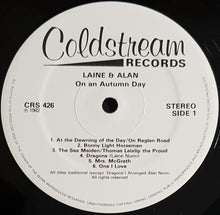 Coldstream
RECORDS
LAINE & ALAN
On an Autumn Day
CRS 426
℗ 1982
STEREO
SIDE 1
1. At the Dawning of the Day/On Raglan Road
2. Bonny Light Horseman
3. The Sea Maiden/Thomas Leixlip the Proud
4. Dragons (Laine Nunn)
5. Mrs. McGrath
6. One I Love
All titles traditional except "Dragons"/Arranged Alan Nunn